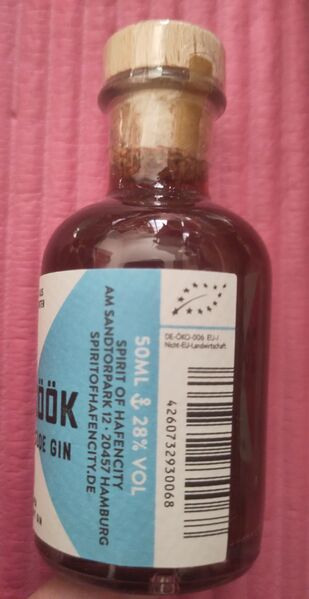 ÖÖK
GIN
50ML ⚓ 28% VOL
SPIRIT OF HAFENCITY
AM SANDTORPARK 12 · 20457 HAMBURG
SPIRITOFHAFENCITY.DE
DE-ÖKO-006 EU-/
Nicht-EU-Landwirtschaft
4260732930068